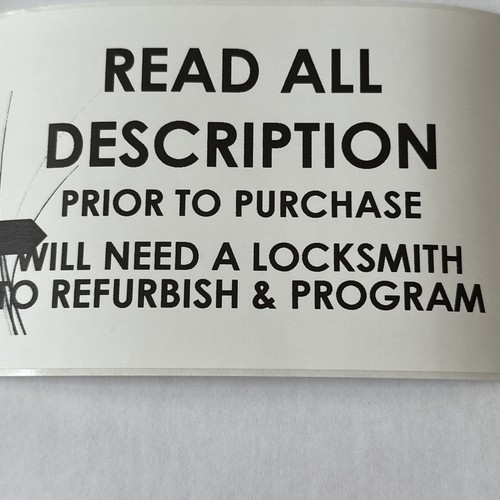 READ ALL
DESCRIPTION
PRIOR TO PURCHASE
WILL NEED A LOCKSMITH
TO REFURBISH & PROGRAM